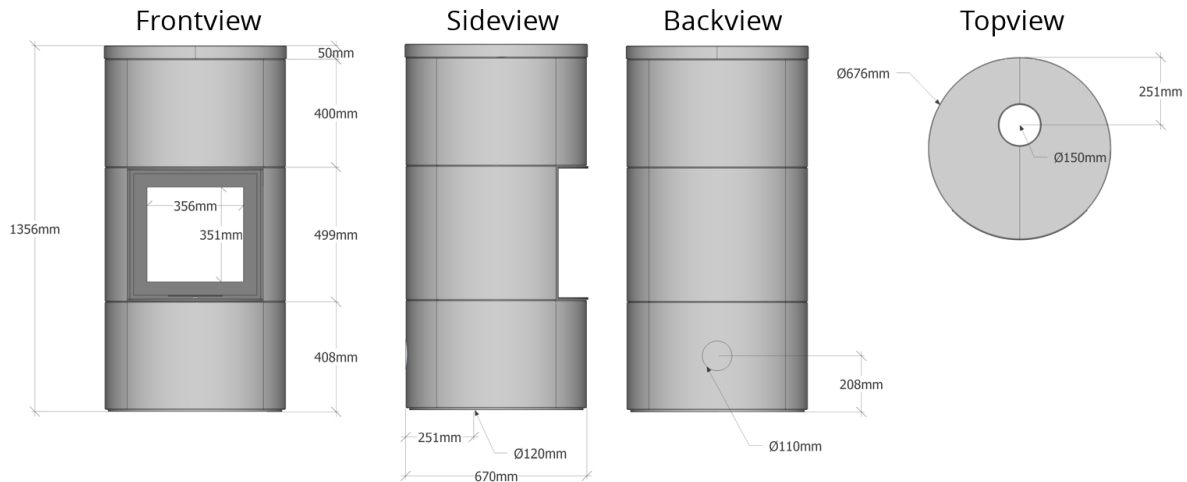 Frontview
Sideview
Backview
Topview
50mm
400mm
356mm
351mm
499mm
1356mm
408mm
251mm
Ø120mm
670mm
208mm
Ø110mm
Ø676mm
251mm
Ø150mm